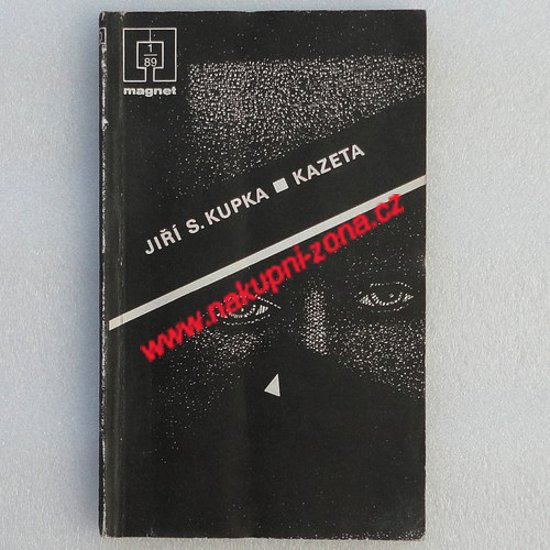 1
89
magnet
JIŘÍ S. KUPKA ■ KAZETA
www.nakupni-zona.cz